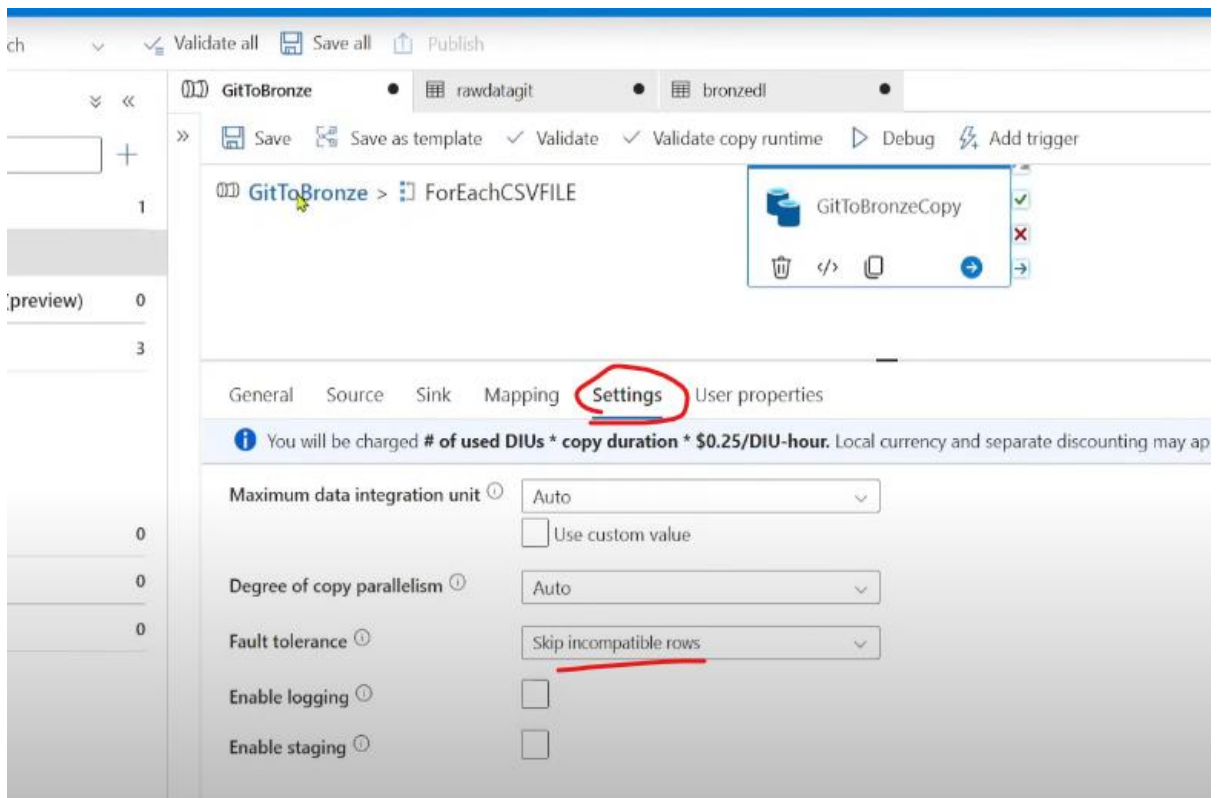 ch Validate all Save all Publish
GitToBronze rawdatagit bronzedl
Save Save as template Validate Validate copy runtime Debug Add trigger
GitToBronze > ForEachCSVFILE
GitToBronzeCopy
1
(preview) 0
3
General Source Sink Mapping Settings User properties
You will be charged # of used DIUs * copy duration * $0.25/DIU-hour. Local currency and separate discounting may ap
Maximum data integration unit Auto
Use custom value
0
Degree of copy parallelism Auto
0
Fault tolerance Skip incompatible rows
0
Enable logging
Enable staging